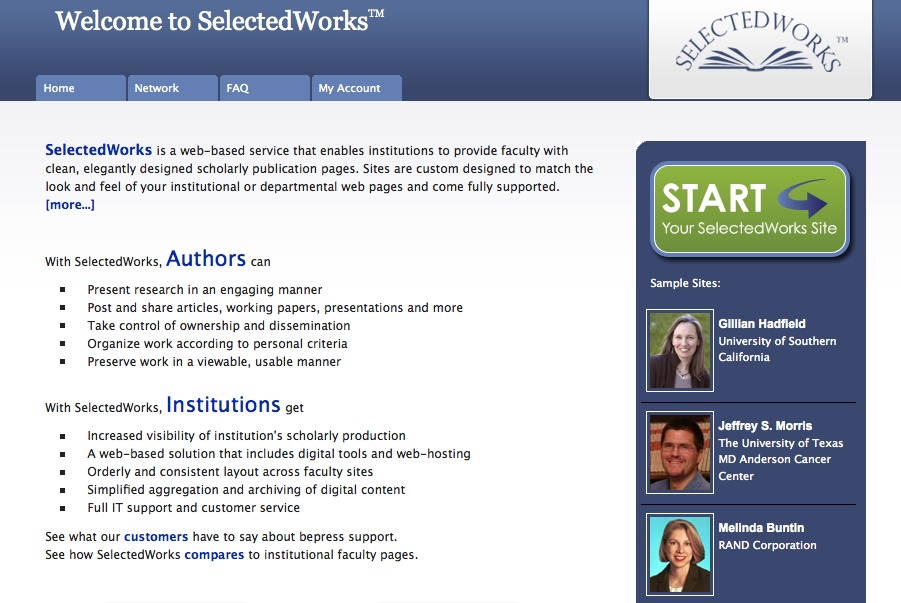 Welcome to SelectedWorks™
SELECTEDWORKS™
Home
Network
FAQ
My Account
SelectedWorks is a web-based service that enables institutions to provide faculty with
clean, elegantly designed scholarly publication pages. Sites are custom designed to match the
look and feel of your institutional or departmental web pages and come fully supported.
[more...]
With SelectedWorks, Authors can
Present research in an engaging manner
Post and share articles, working papers, presentations and more
Take control of ownership and dissemination
Organize work according to personal criteria
Preserve work in a viewable, usable manner
With SelectedWorks, Institutions get
Increased visibility of institution's scholarly production
A web-based solution that includes digital tools and web-hosting
Orderly and consistent layout across faculty sites
Simplified aggregation and archiving of digital content
Full IT support and customer service
See what our customers have to say about bepress support.
See how SelectedWorks compares to institutional faculty pages.
START
Your SelectedWorks Site
Sample Sites:
Gillian Hadfield
University of Southern
California
Jeffrey S. Morris
The University of Texas
MD Anderson Cancer
Center
Melinda Buntin
RAND Corporation